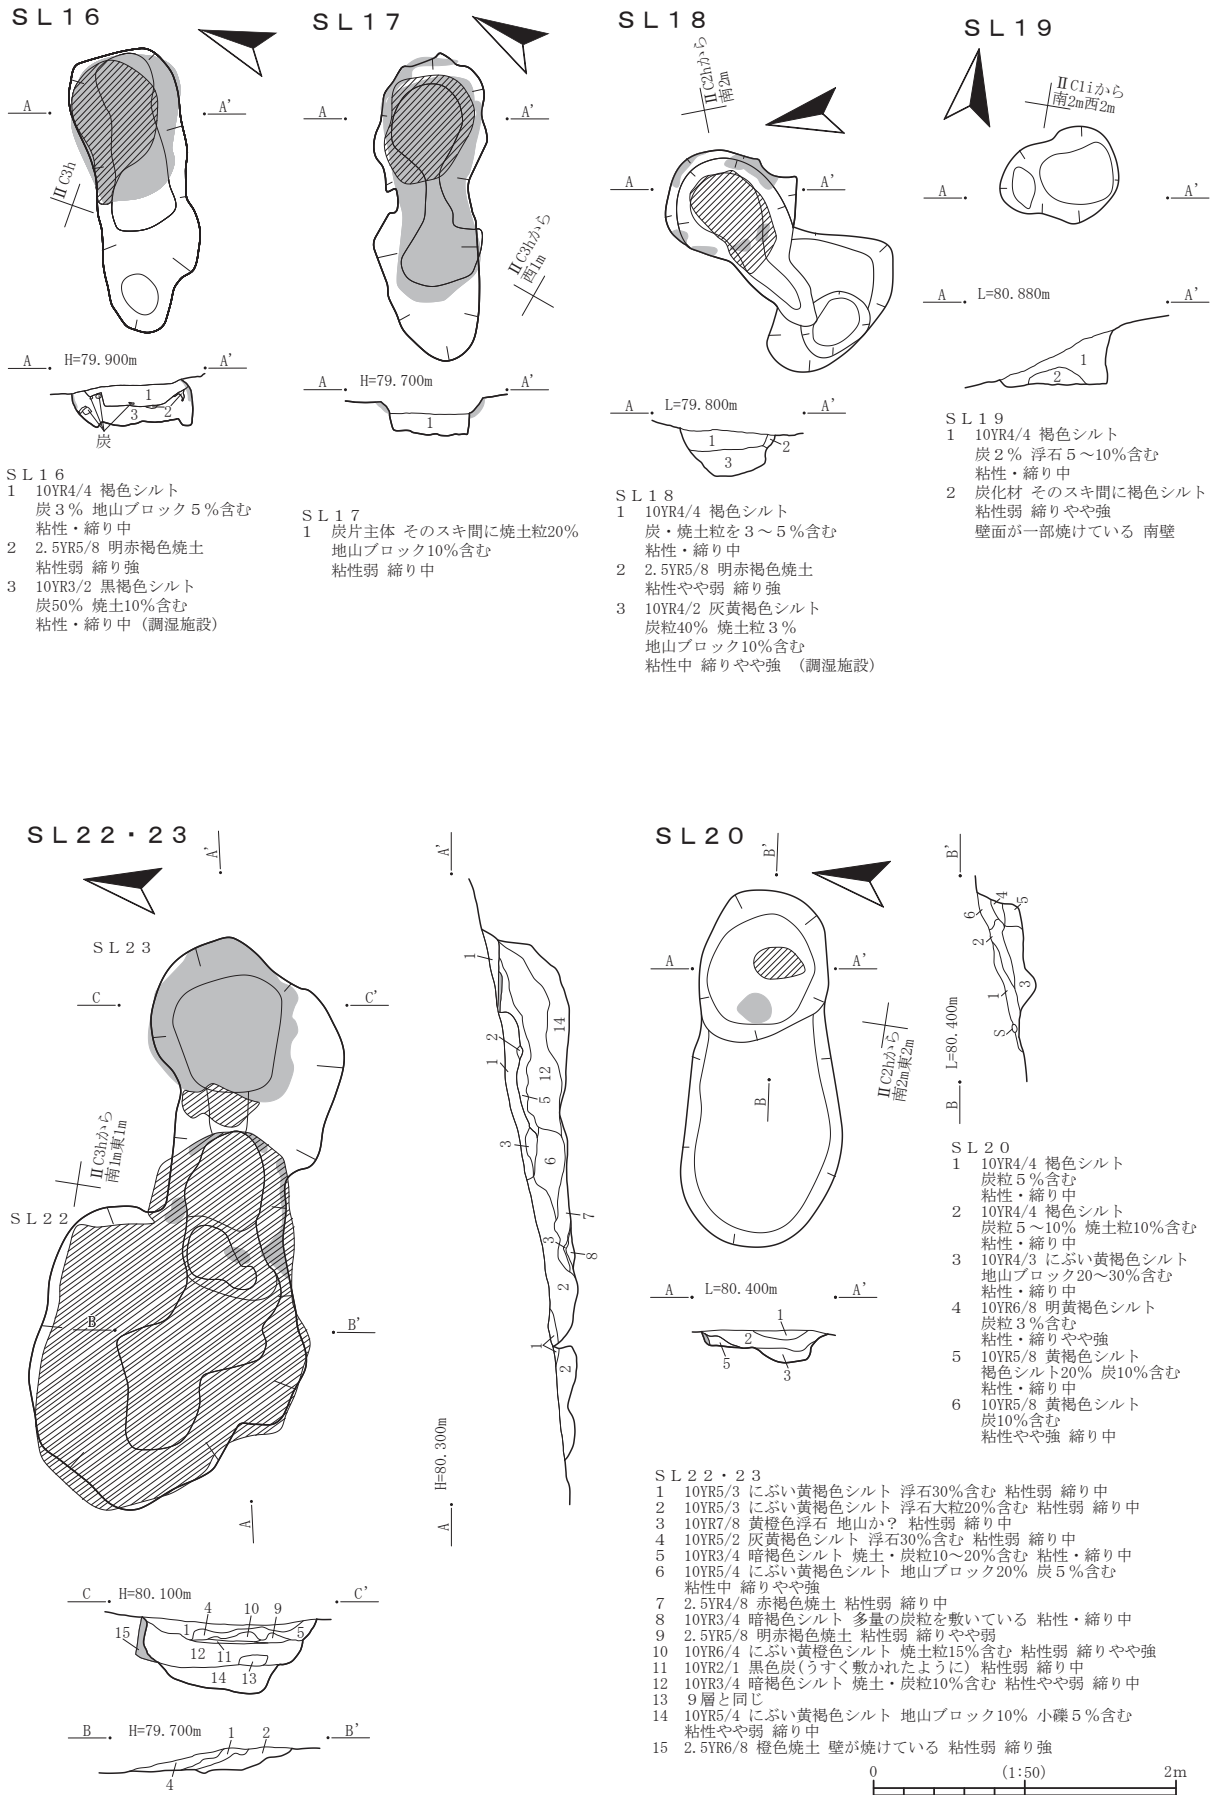 SL16
A
A'
ⅡC3h
A H=79.900m A'
1
2
3
炭
SL16
1 10YR4/4 褐色シルト
炭3% 地山ブロック5%含む
粘性・締り中
2 2.5YR5/8 明赤褐色焼土
粘性弱 締り強
3 10YR3/2 黒褐色シルト
炭50% 焼土10%含む
粘性・締り中(調湿施設)
SL17
A
A'
ⅡC3hから
西1m
A H=79.700m A'
1
SL17
1 炭片主体 そのスキ間に焼土粒20%
地山ブロック10%含む
粘性弱 締り中
SL18
ⅡC2hから
南2m
A
A'
A L=79.800m A'
1
2
3
SL18
1 10YR4/4 褐色シルト
炭・焼土粒を3~5%含む
粘性・締り中
2 2.5YR5/8 明赤褐色焼土
粘性やや弱 締り強
3 10YR4/2 灰黄褐色シルト
炭粒40% 焼土粒3%
地山ブロック10%含む
粘性中 締りやや強 (調湿施設)
SL19
ⅡC1iから
南2m西2m
A
A'
A L=80.880m A'
1
2
SL19
1 10YR4/4 褐色シルト
炭2% 浮石5~10%含む
粘性・締り中
2 炭化材 そのスキ間に褐色シルト
粘性弱 締りやや強
壁面が一部焼けている 南壁
SL22・23
A'
SL23
C
C'
ⅡC3hから
南1m東1m
SL22
B
B'
A
A'
1
14
2
1
12
5
3
6
7
3
8
2
1
2
H=80.300m
A
C H=80.100m C'
4
10
9
1
5
15
12
11
14
13
B H=79.700m B'
1
2
4
SL20
B'
A
A'
ⅡC2hから
南2m東2m
B
A L=80.400m A'
1
2
5
3
B'
4
5
6
2
1
3
S
L=80.400m
B
SL20
1 10YR4/4 褐色シルト
炭粒5%含む
粘性・締り中
2 10YR4/4 褐色シルト
炭粒5~10% 焼土粒10%含む
粘性・締り中
3 10YR4/3 にぶい黄褐色シルト
地山ブロック20~30%含む
粘性・締り中
4 10YR6/8 明黄褐色シルト
炭粒3%含む
粘性・締りやや強
5 10YR5/8 黄褐色シルト
褐色シルト20% 炭10%含む
粘性・締り中
6 10YR5/8 黄褐色シルト
炭10%含む
粘性やや強 締り中
SL22・23
1 10YR5/3 にぶい黄褐色シルト 浮石30%含む 粘性弱 締り中
2 10YR5/3 にぶい黄褐色シルト 浮石大粒20%含む 粘性弱 締り中
3 10YR7/8 黄橙色浮石 地山か? 粘性弱 締り中
4 10YR5/2 灰黄褐色シルト 浮石30%含む 粘性弱 締り中
5 10YR3/4 暗褐色シルト 焼土・炭粒10~20%含む 粘性・締り中
6 10YR5/4 にぶい黄褐色シルト 地山ブロック20% 炭5%含む
粘性中 締りやや強
7 2.5YR4/8 赤褐色焼土 粘性弱 締り中
8 10YR3/4 暗褐色シルト 多量の炭粒を敷いている 粘性・締り中
9 2.5YR5/8 明赤褐色焼土 粘性弱 締りやや弱
10 10YR6/4 にぶい黄橙色シルト 焼土粒15%含む 粘性弱 締りやや強
11 10YR2/1 黒色炭(うすく敷かれたように) 粘性弱 締り中
12 10YR3/4 暗褐色シルト 焼土・炭粒10%含む 粘性やや弱 締り中
13 9層と同じ
14 10YR5/4 にぶい黄褐色シルト 地山ブロック10% 小礫5%含む
粘性やや弱 締り中
15 2.5YR6/8 橙色焼土 壁が焼けている 粘性弱 締り強
0 (1:50) 2m